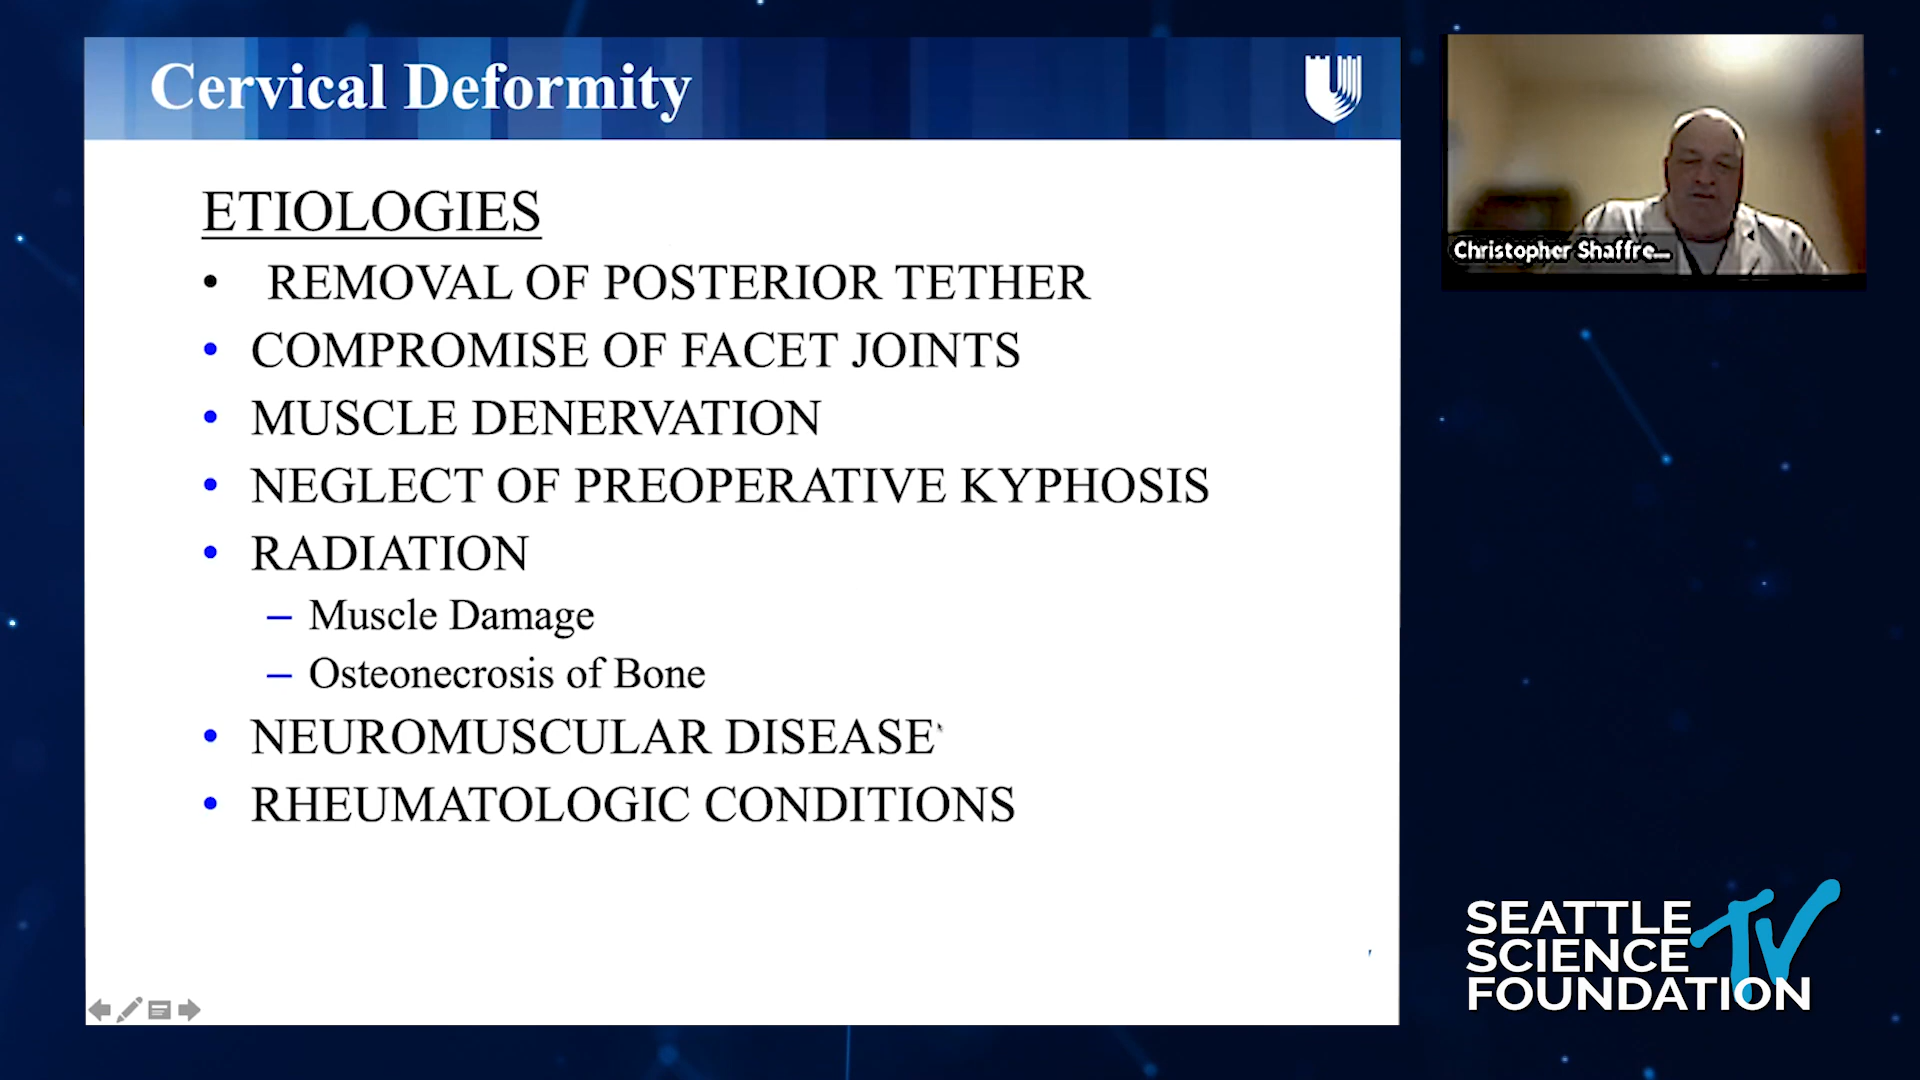 Cervical Deformity
ETIOLOGIES
• REMOVAL OF POSTERIOR TETHER
• COMPROMISE OF FACET JOINTS
• MUSCLE DENERVATION
• NEGLECT OF PREOPERATIVE KYPHOSIS
• RADIATION
– Muscle Damage
– Osteonecrosis of Bone
• NEUROMUSCULAR DISEASE
• RHEUMATOLOGIC CONDITIONS
Christopher Shaffre...
SEATTLE
SCIENCE
FOUNDATION
TV